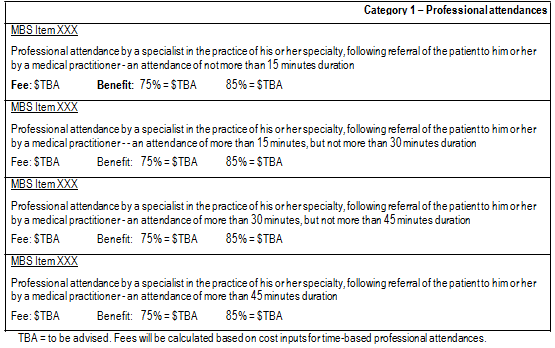 Category 1 – Professional attendances
MBS Item XXX
Professional attendance by a specialist in the practice of his or her specialty, following referral of the patient to him or her
by a medical practitioner - an attendance of not more than 15 minutes duration
Fee: $TBA Benefit: 75% = $TBA 85% = $TBA
MBS Item XXX
Professional attendance by a specialist in the practice of his or her specialty, following referral of the patient to him or her
by a medical practitioner - - an attendance of more than 15 minutes, but not more than 30 minutes duration
Fee: $TBA Benefit: 75% = $TBA 85% = $TBA
MBS Item XXX
Professional attendance by a specialist in the practice of his or her specialty, following referral of the patient to him or her
by a medical practitioner - an attendance of more than 30 minutes, but not more than 45 minutes duration
Fee: $TBA Benefit: 75% = $TBA 85% = $TBA
MBS Item XXX
Professional attendance by a specialist in the practice of his or her specialty, following referral of the patient to him or her
by a medical practitioner - an attendance of more than 45 minutes duration
Fee: $TBA Benefit: 75% = $TBA 85% = $TBA
TBA = to be advised. Fees will be calculated based on cost inputs for time-based professional attendances.